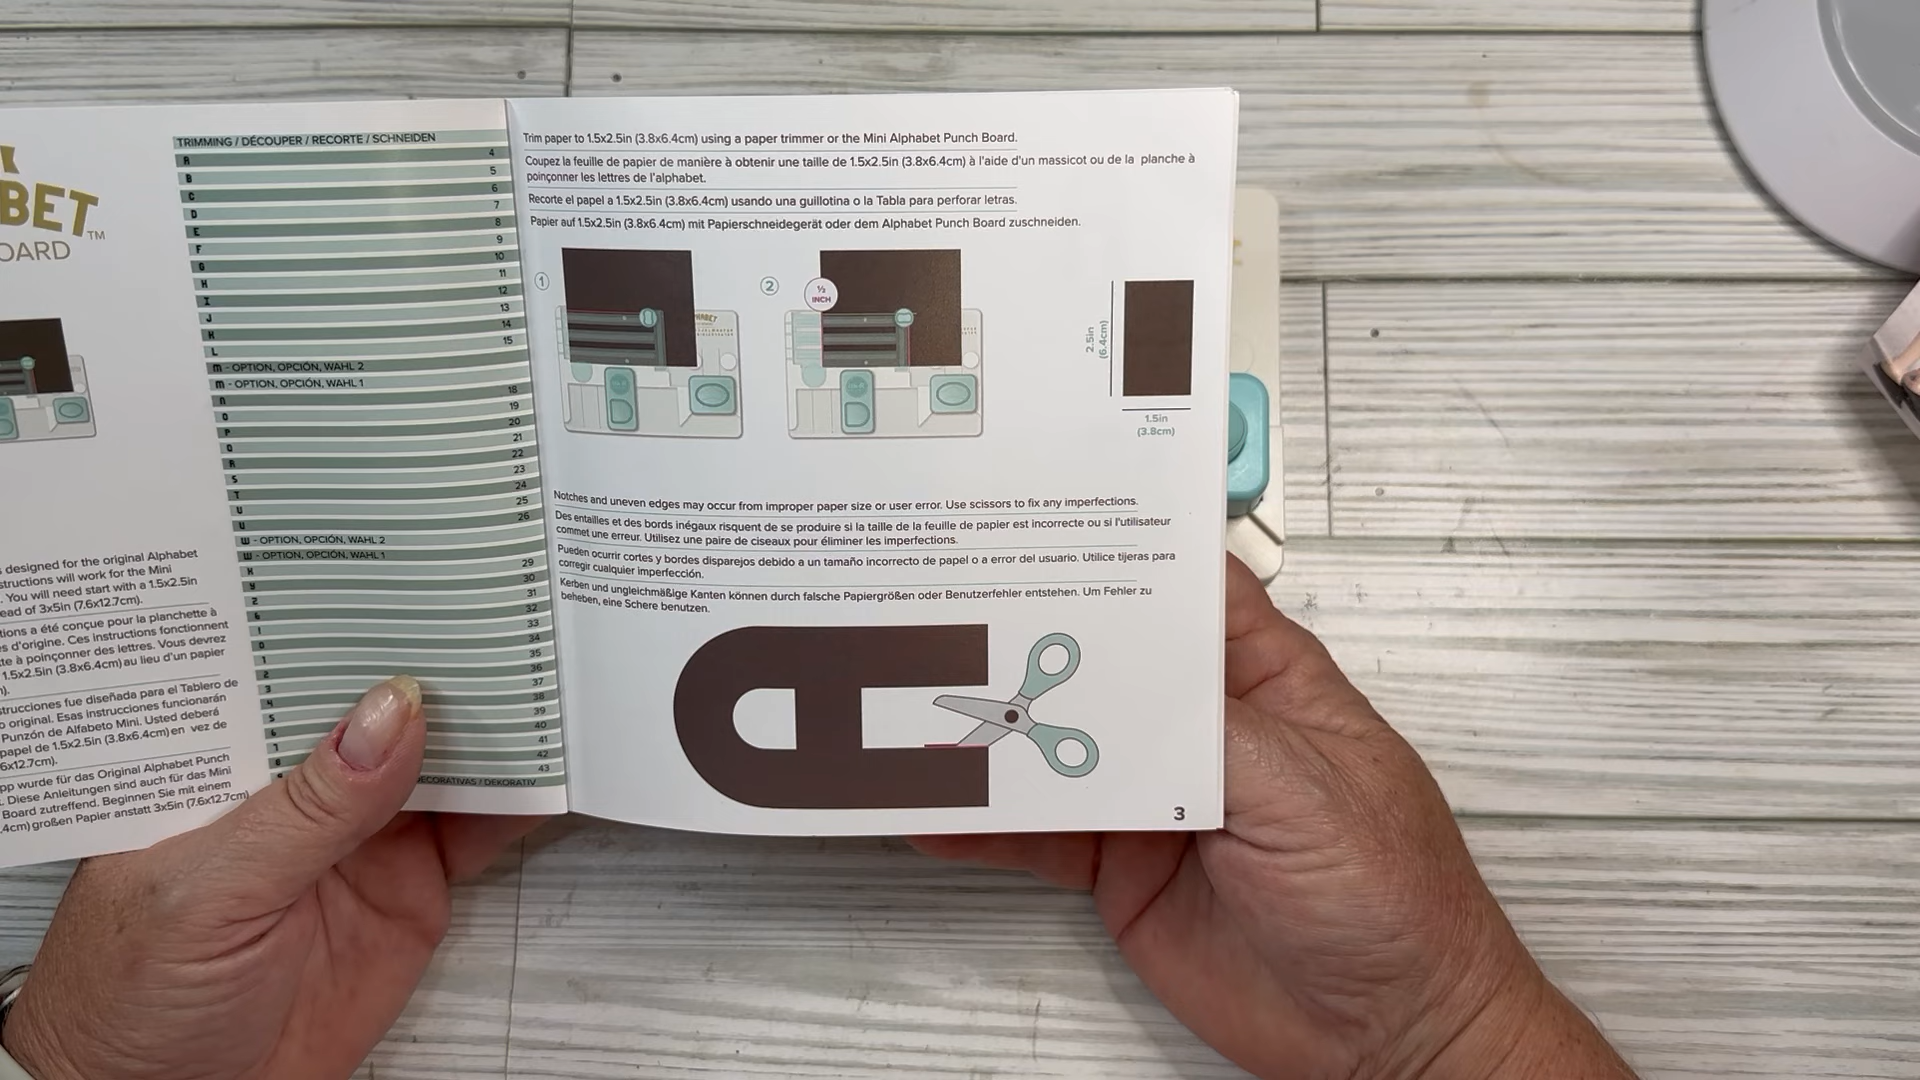 BET™
OARD
designed for the original Alphabet
structions will work for the Mini
. You will need start with a 1.5x2.5in
ead of 3x5in (7.6x12.7cm).
tions a été conçue pour la planchette à
s d'origine. Ces instructions fonctionnent
te à poinçonner des lettres. Vous devrez
1.5x2.5in (3.8x6.4cm) au lieu d'un papier
strucciones fue diseñada para el Tablero de
o original. Esas instrucciones funcionarán
Punzón de Alfabeto Mini. Usted deberá
papel de 1.5x2.5in (3.8x6.4cm) en vez de
6x12.7cm).
pp wurde für das Original Alphabet Punch
. Diese Anleitungen sind auch für das Mini
Board zutreffend. Beginnen Sie mit einem
.4cm) großen Papier anstatt 3x5in (7.6x12.7cm)
TRIMMING / DÉCOUPER / RECORTE / SCHNEIDEN
A 4
B 5
C 6
D 7
E 8
F 9
G 10
H 11
I 12
J 13
K 14
L 15
m - OPTION, OPCIÓN, WAHL 2
m - OPTION, OPCIÓN, WAHL 1
n 18
O 19
P 20
Q 21
R 22
S 23
T 24
U 25
26
W - OPTION, OPCIÓN, WAHL 2
W - OPTION, OPCIÓN, WAHL 1
X 29
Y 30
Z 31
& 32
! 33
0 34
1 35
2 36
3 37
4 38
5 39
6 40
7 41
8 42
9 43
ECORATIVAS / DEKORATIV
Trim paper to 1.5x2.5in (3.8x6.4cm) using a paper trimmer or the Mini Alphabet Punch Board.
Coupez la feuille de papier de manière à obtenir une taille de 1.5x2.5in (3.8x6.4cm) à l'aide d'un massicot ou de la planche à
poinçonner les lettres de l'alphabet.
Recorte el papel a 1.5x2.5in (3.8x6.4cm) usando una guillotina o la Tabla para perforar letras.
Papier auf 1.5x2.5in (3.8x6.4cm) mit Papierschneidegerät oder dem Alphabet Punch Board zuschneiden.
1
2
½
INCH
2.5in
(6.4cm)
1.5in
(3.8cm)
Notches and uneven edges may occur from improper paper size or user error. Use scissors to fix any imperfections.
Des entailles et des bords inégaux risquent de se produire si la taille de la feuille de papier est incorrecte ou si l'utilisateur
commet une erreur. Utilisez une paire de ciseaux pour éliminer les imperfections.
Pueden ocurrir cortes y bordes disparejos debido a un tamaño incorrecto de papel o a error del usuario. Utilice tijeras para
corregir cualquier imperfección.
Kerben und ungleichmäßige Kanten können durch falsche Papiergrößen oder Benutzerfehler entstehen. Um Fehler zu
beheben, eine Schere benutzen.
3